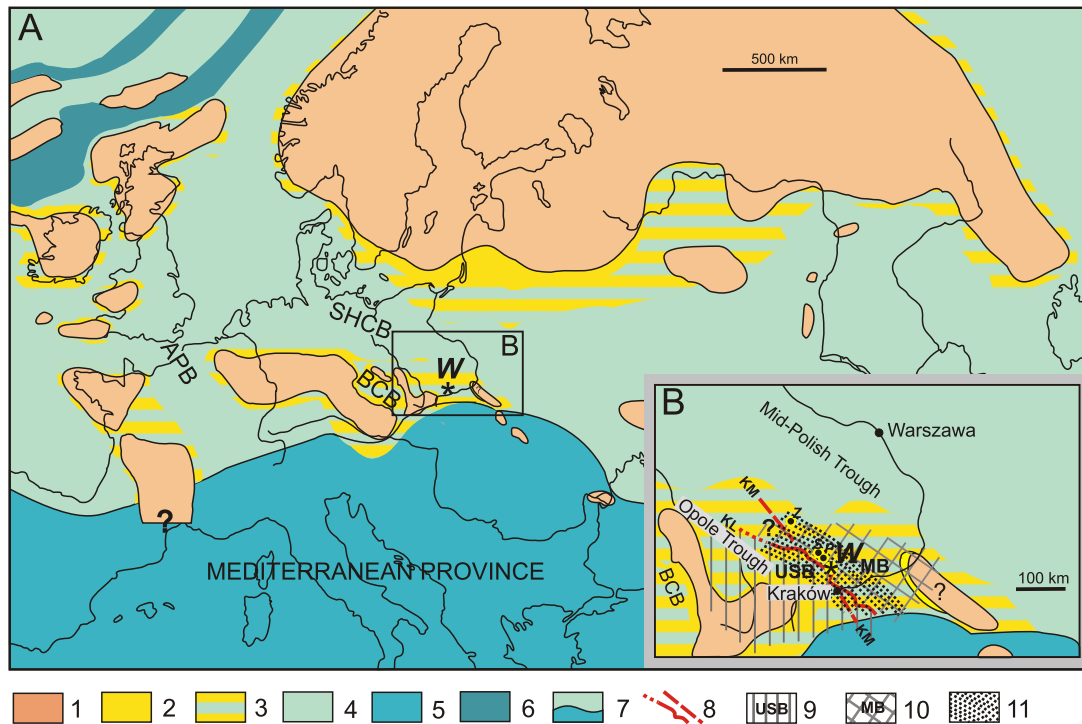 A
500 km
SHCB
APB
B
W
*
BCB
?
MEDITERRANEAN PROVINCE
B
Mid-Polish Trough
Warszawa
KM
Z
?
KL
Opole Trough
SP
W
*
USB
MB
BCB
Kraków
?
100 km
KM
1
2
3
4
5
6
7
8
USB
9
MB
10
11